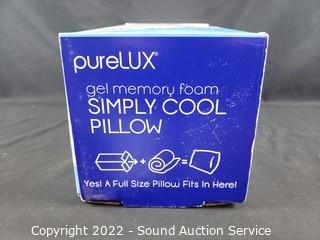 pureLUX®
gel memory foam
SIMPLY COOL
PILLOW
+ =
Yes! A Full Size Pillow Fits In Here!
Copyright 2022 - Sound Auction Service